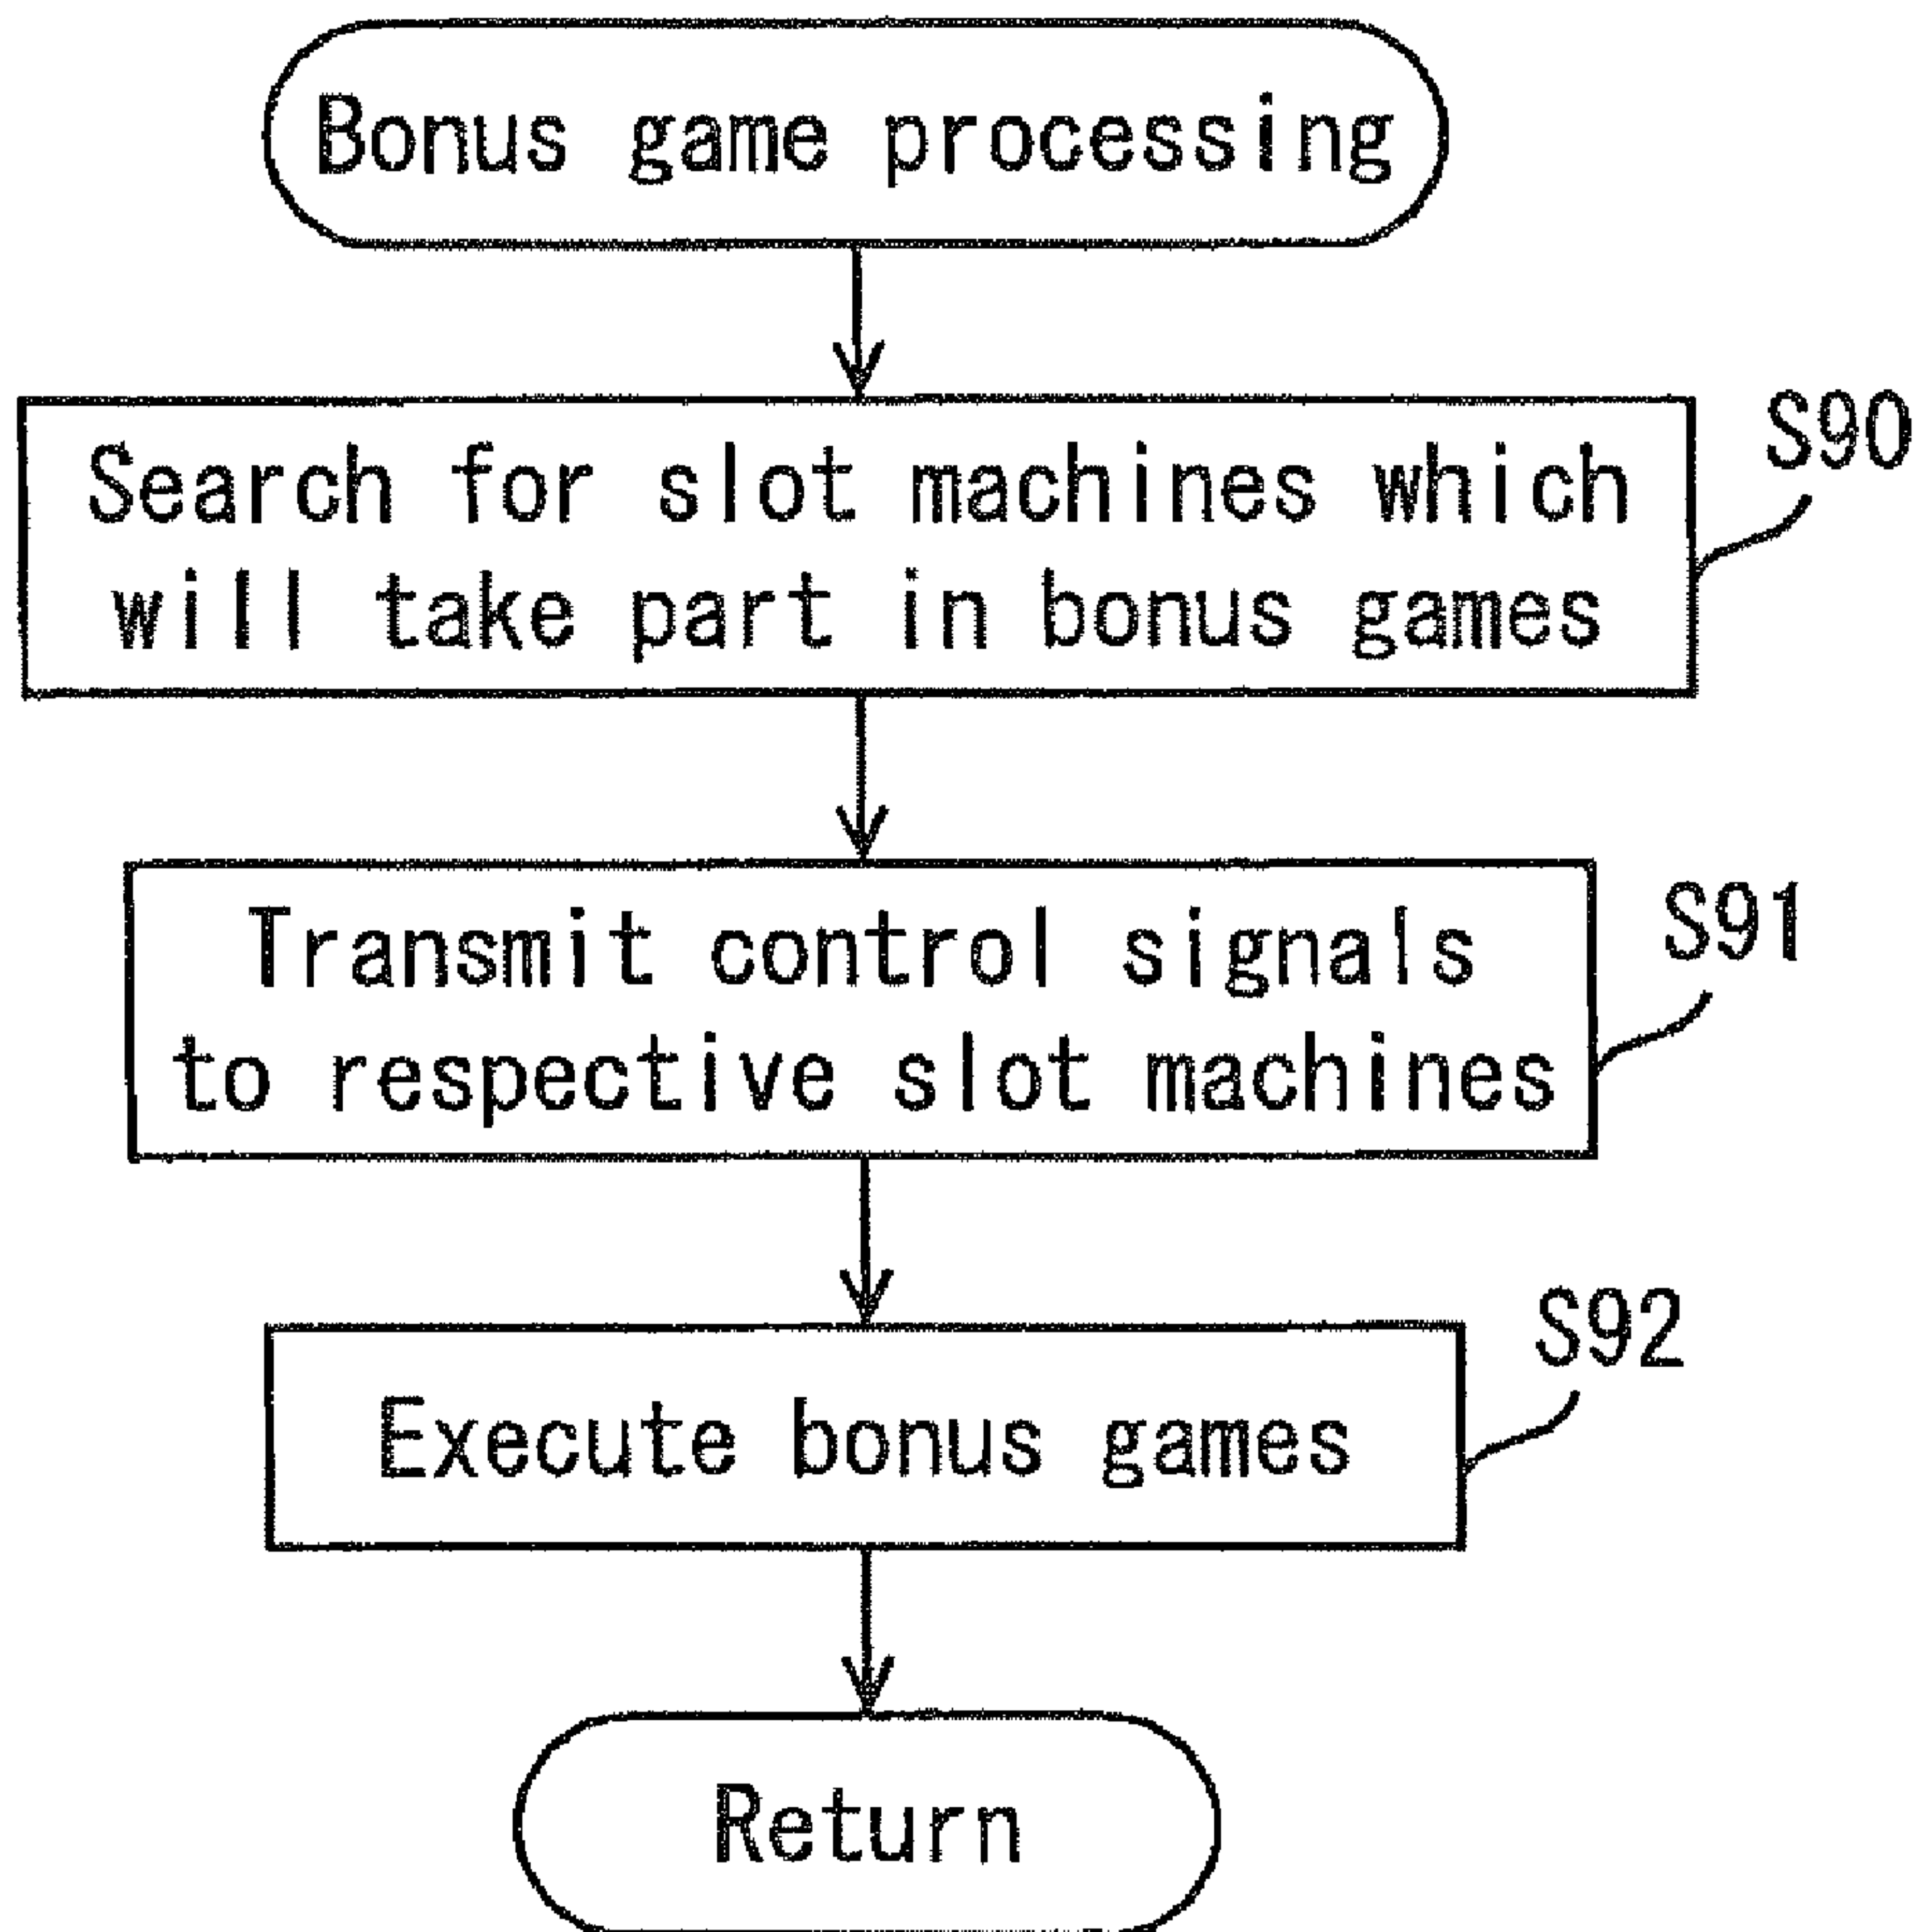 Bonus game processing
S90
Search for slot machines which
will take part in bonus games
S91
Transmit control signals
to respective slot machines
S92
Execute bonus games
Return